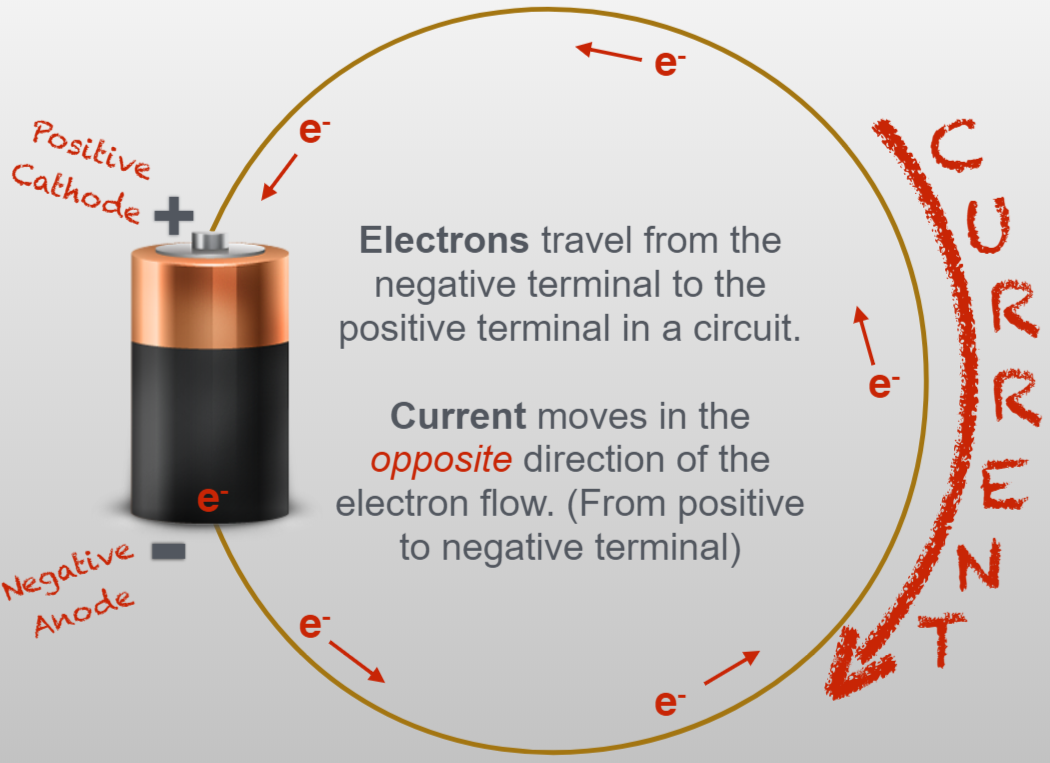 e-
e-
Positive
Cathode
+
Electrons travel from the
negative terminal to the
positive terminal in a circuit.
e-
Current moves in the
opposite direction of the
electron flow. (From positive
to negative terminal)
e-
-
Negative
Anode
e-
e-
CURRENT